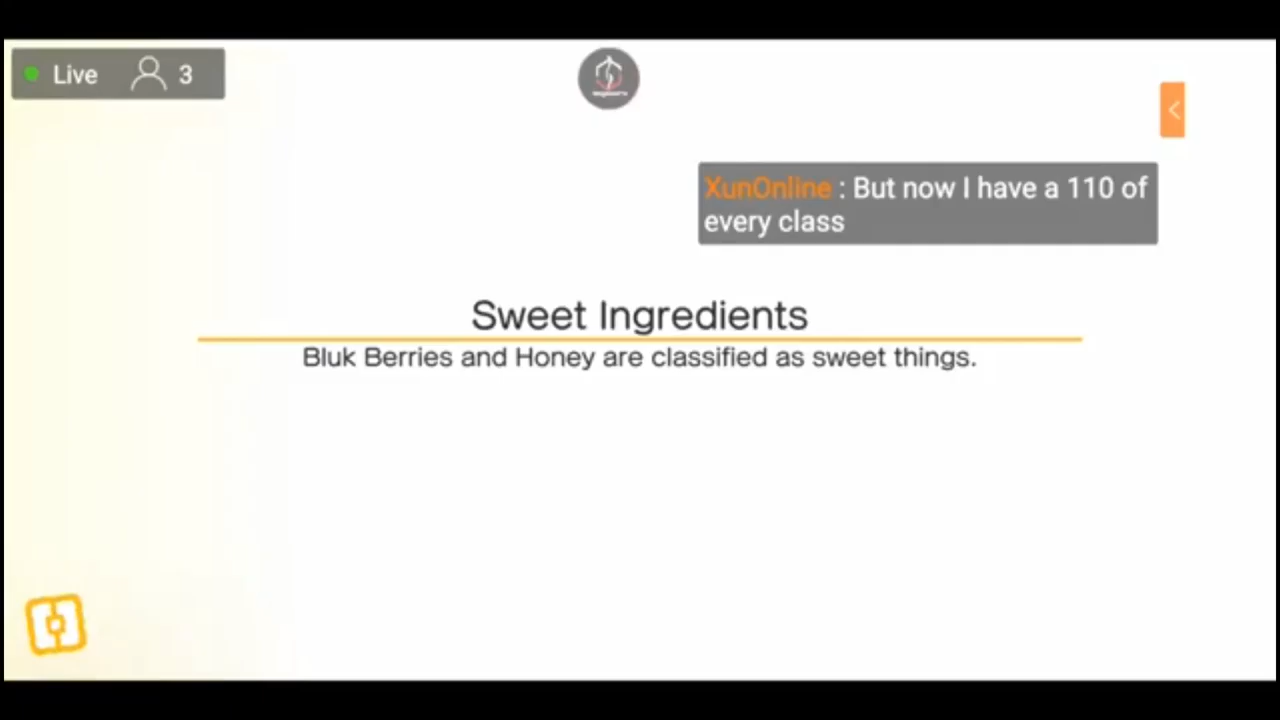 Live 3
XunOnline : But now I have a 110 of
every class
Sweet Ingredients
Bluk Berries and Honey are classified as sweet things.